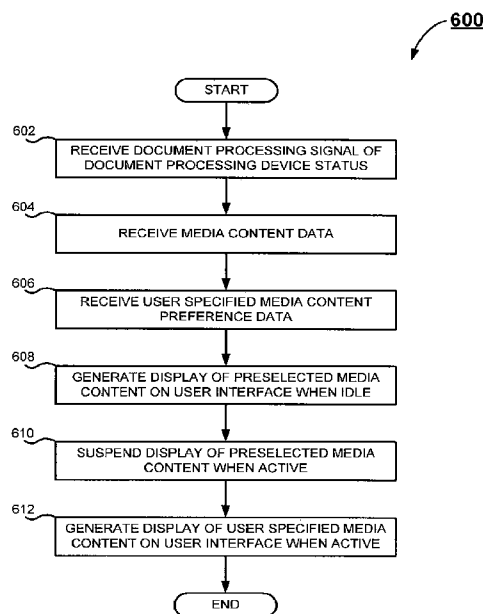 600
START
602
RECEIVE DOCUMENT PROCESSING SIGNAL OF
DOCUMENT PROCESSING DEVICE STATUS
604
RECEIVE MEDIA CONTENT DATA
606
RECEIVE USER SPECIFIED MEDIA CONTENT
PREFERENCE DATA
608
GENERATE DISPLAY OF PRESELECTED MEDIA
CONTENT ON USER INTERFACE WHEN IDLE
610
SUSPEND DISPLAY OF PRESELECTED MEDIA
CONTENT WHEN ACTIVE
612
GENERATE DISPLAY OF USER SPECIFIED MEDIA
CONTENT ON USER INTERFACE WHEN ACTIVE
END